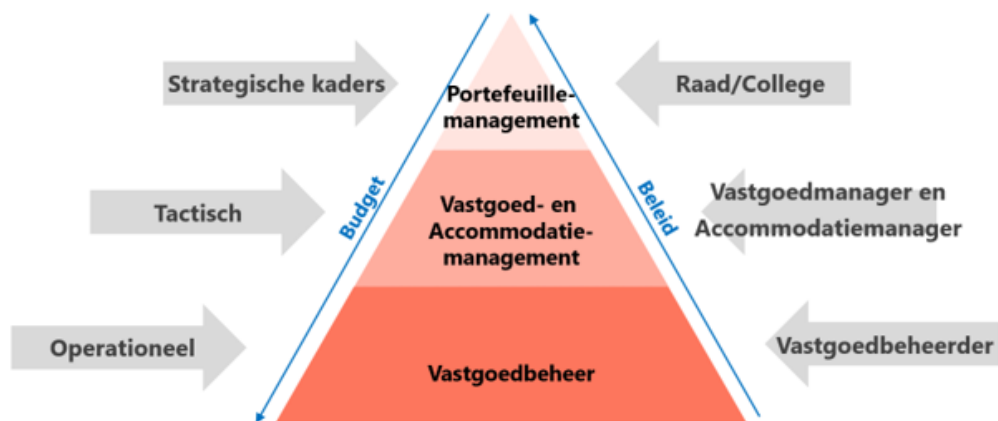 Strategische kaders
Portefeuille-
management
Raad/College
Budget
Beleid
Tactisch
Vastgoed- en
Accommodatie-
management
Vastgoedmanager en
Accommodatiemanager
Operationeel
Vastgoedbeheer
Vastgoedbeheerder